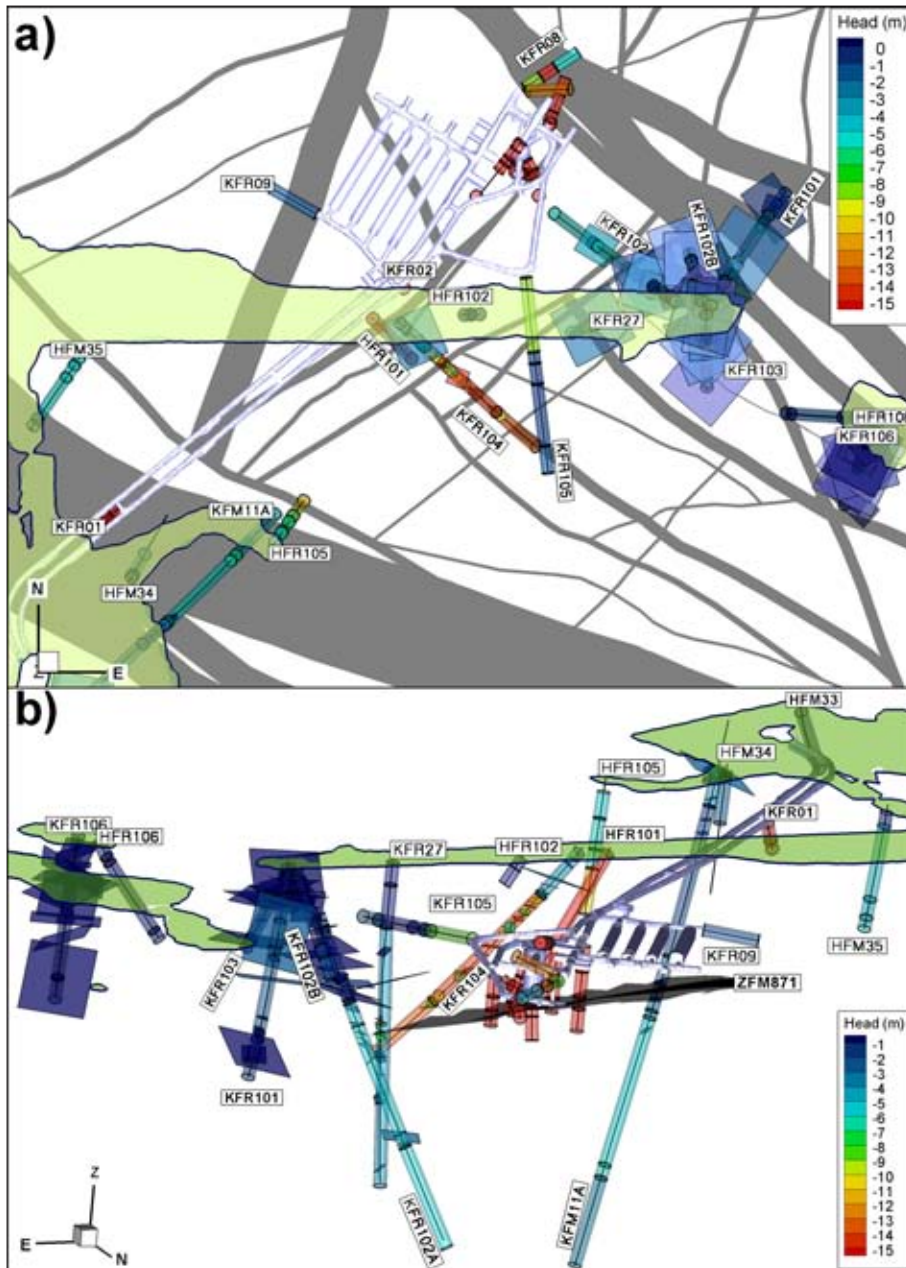 a)
Head (m)
0
-1
-2
-3
-4
-5
-6
-7
-8
-9
-10
-11
-12
-13
-14
-15
KFR08
KFR09
KFR101
KFR102B
KFR102
KFR02
HFR102
KFR27
HFM35
HFR101
KFR103
KFR104
HFR106
KFR106
KFR105
KFR01
KFM11A
HFR105
HFM34
N
Z
E
b)
HFM33
HFM34
HFR105
KFR106
HFR106
KFR01
KFR27
HFR102
HFR101
KFR105
KFR09
HFM35
KFR103
KFR102B
KFR104
ZFM871
KFR101
Head (m)
-1
-2
-3
-4
-5
-6
-7
-8
-9
-10
-11
-12
-13
-14
-15
KFR102A
KFM11A
Z
E
N